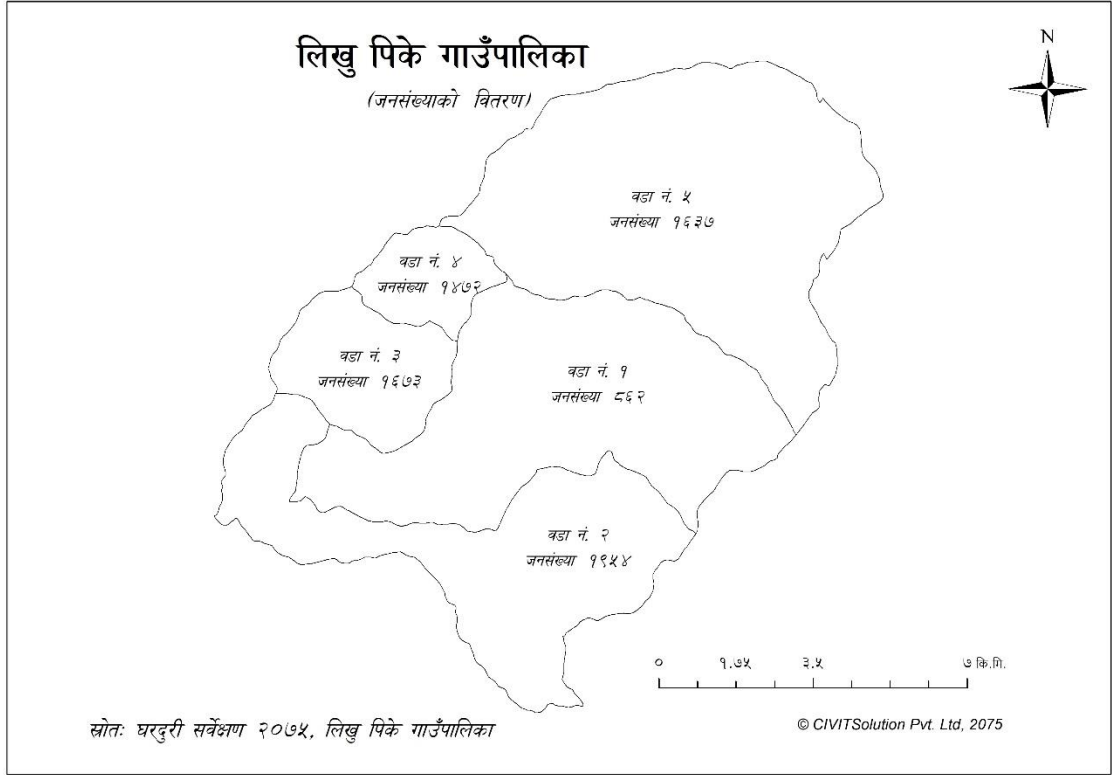 लिखु पिके गाउँपालिका
(जनसंख्याको वितरण)
N
वडा नं. ५
जनसंख्या १६३७
वडा नं. ४
जनसंख्या १४७२
वडा नं. ३
जनसंख्या १६७३
वडा नं. १
जनसंख्या ८६२
वडा नं. २
जनसंख्या १९५४
० १.७५ ३.५ ७ कि.मि.
स्रोतः घरदुरी सर्वेक्षण २०७५, लिखु पिके गाउँपालिका
© CIVITSolution Pvt. Ltd, 2075